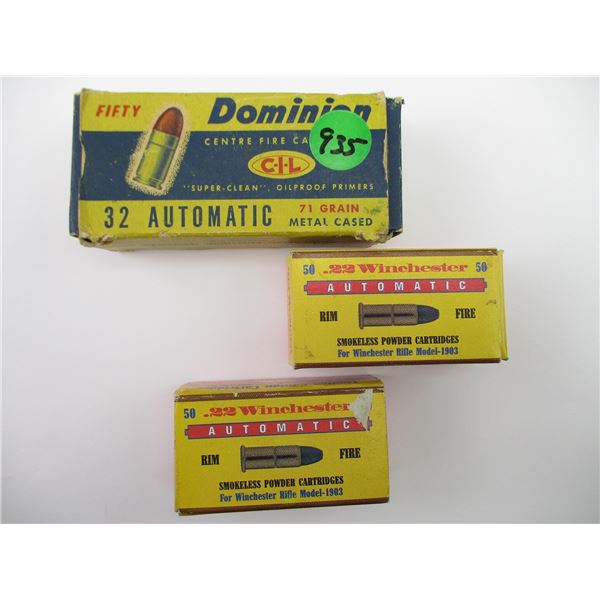 FIFTY
Dominion
CENTRE FIRE
935
C-I-L
"SUPER-CLEAN", OILPROOF PRIMERS
32 AUTOMATIC
71 GRAIN
METAL CASED
50 .22 Winchester 50
AUTOMATIC
RIM FIRE
SMOKELESS POWDER CARTRIDGES
For Winchester Rifle Model-1903
50 .22 Winchester
AUTOMATIC
RIM FIRE
SMOKELESS POWDER CARTRIDGES
For Winchester Rifle Model-1903